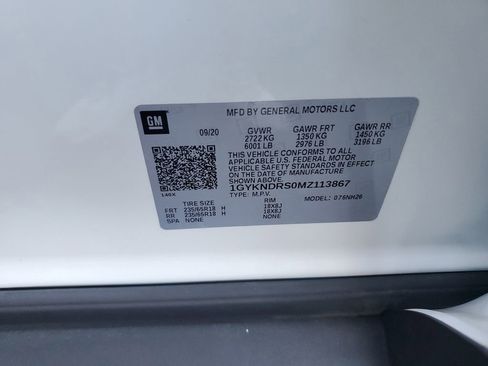 MFD BY GENERAL MOTORS LLC
GM
09/20 GVWR GAWR FRT GAWR RR
2722 KG 1350 KG 1450 KG
6001 LB 2976 LB 3196 LB
THIS VEHICLE CONFORMS TO ALL
APPLICABLE U.S. FEDERAL MOTOR
VEHICLE SAFETY STANDARDS IN EFFECT
ON THE DATE OF MANUFACTURE SHOWN ABOVE.
1GYKNDRS0MZ113867
TYPE: M.P.V. MODEL: 076NH26
140X
TIRE SIZE RIM
FRT 235/65R18 H 18X8J
RR 235/65R18 H 18X8J
SPA NONE NONE